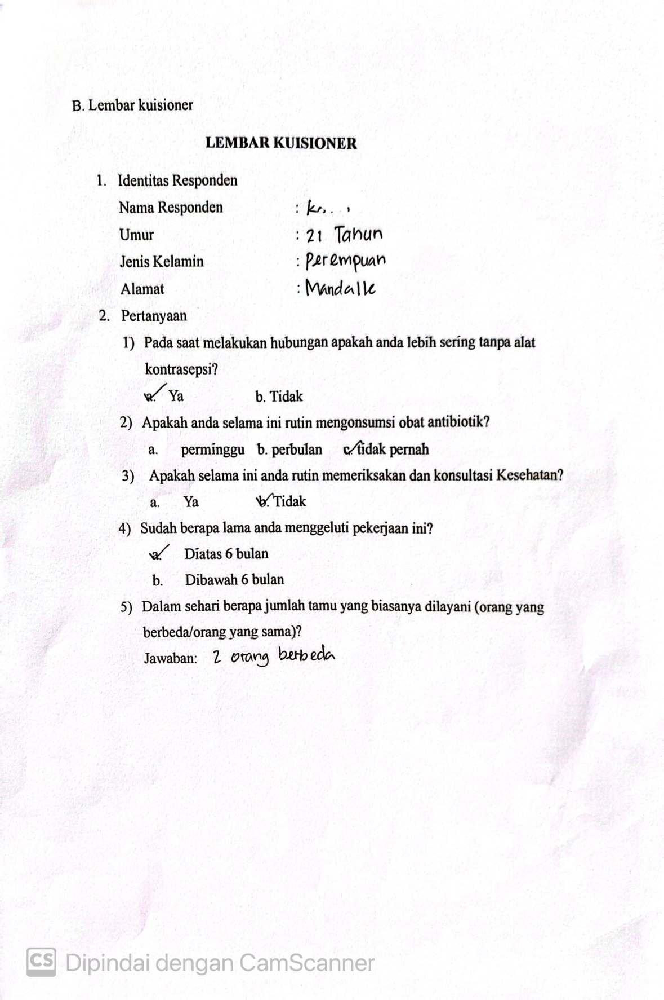 B. Lembar kuisioner
LEMBAR KUISIONER
1. Identitas Responden
Nama Responden :
Umur : 21 Tahun
Jenis Kelamin : Perempuan
Alamat : Mandalle
2. Pertanyaan
1) Pada saat melakukan hubungan apakah anda lebih sering tanpa alat
kontrasepsi?
a. Ya b. Tidak
2) Apakah anda selama ini rutin mengonsumsi obat antibiotik?
a. perminggu b. perbulan c. tidak pernah
3) Apakah selama ini anda rutin memeriksakan dan konsultasi Kesehatan?
a. Ya b. Tidak
4) Sudah berapa lama anda menggeluti pekerjaan ini?
a. Diatas 6 bulan
b. Dibawah 6 bulan
5) Dalam sehari berapa jumlah tamu yang biasanya dilayani (orang yang
berbeda/orang yang sama)?
Jawaban: 2 orang berbeda
CS Dipindai dengan CamScanner